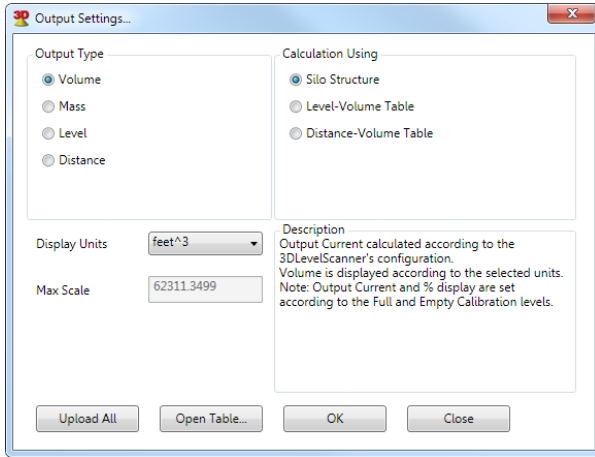 3D Output Settings...
Output Type
Volume
Mass
Level
Distance
Calculation Using
Silo Structure
Level-Volume Table
Distance-Volume Table
Display Units feet^3
Max Scale 62311.3499
Description
Output Current calculated according to the
3DLevelScanner's configuration.
Volume is displayed according to the selected units.
Note: Output Current and % display are set
according to the Full and Empty Calibration levels.
Upload All Open Table... OK Close